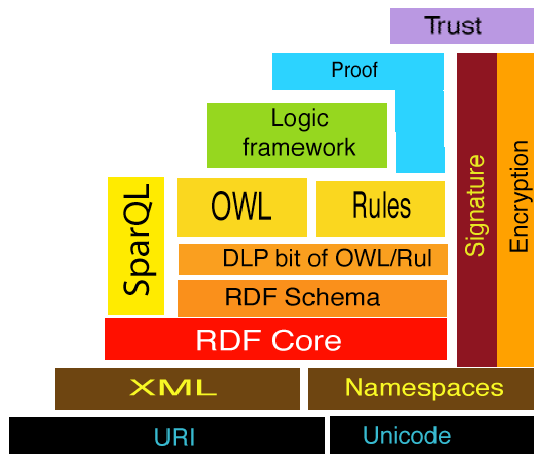 Trust
Proof
Logic
framework
Signature
Encryption
SparQL
OWL
Rules
DLP bit of OWL/Rul
RDF Schema
RDF Core
XML
Namespaces
URI
Unicode